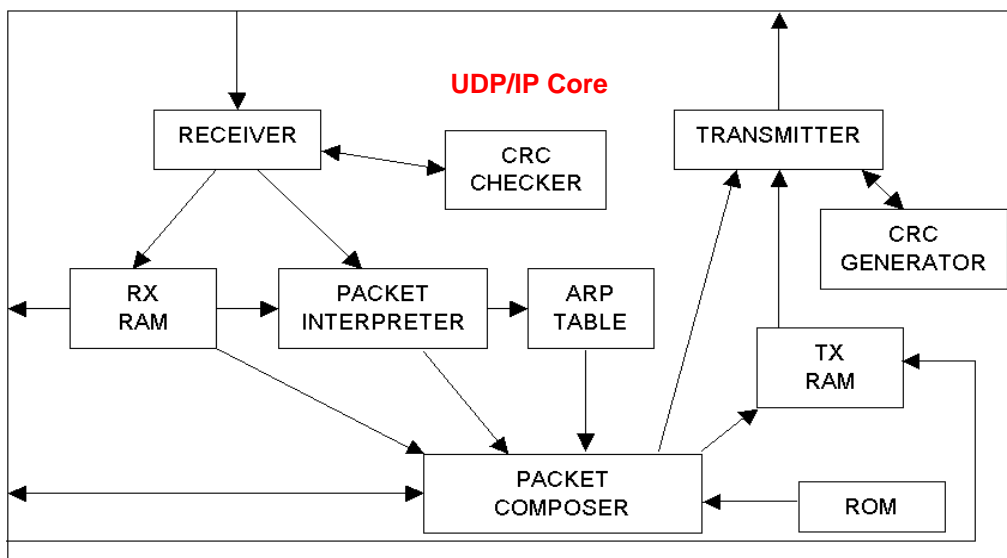 UDP/IP Core
RECEIVER
TRANSMITTER
CRC
CHECKER
CRC
GENERATOR
RX
RAM
PACKET
INTERPRETER
ARP
TABLE
TX
RAM
PACKET
COMPOSER
ROM